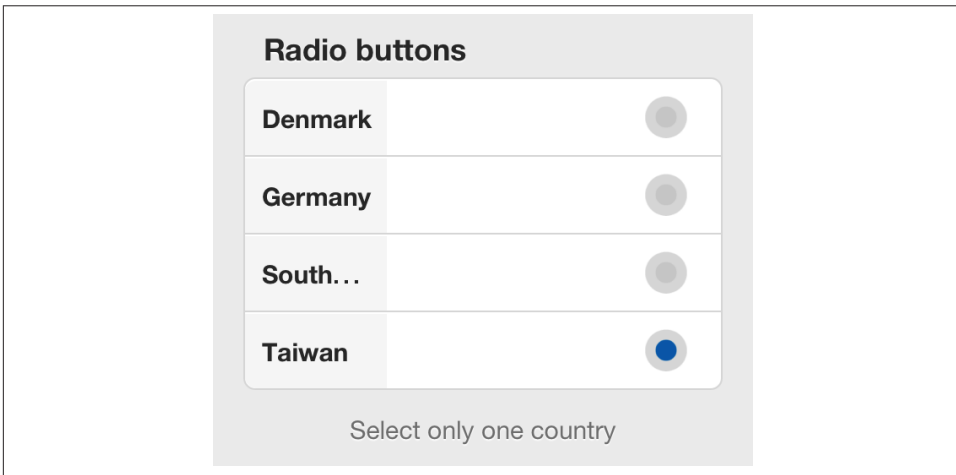 Radio buttons
Denmark
Germany
South...
Taiwan
Select only one country